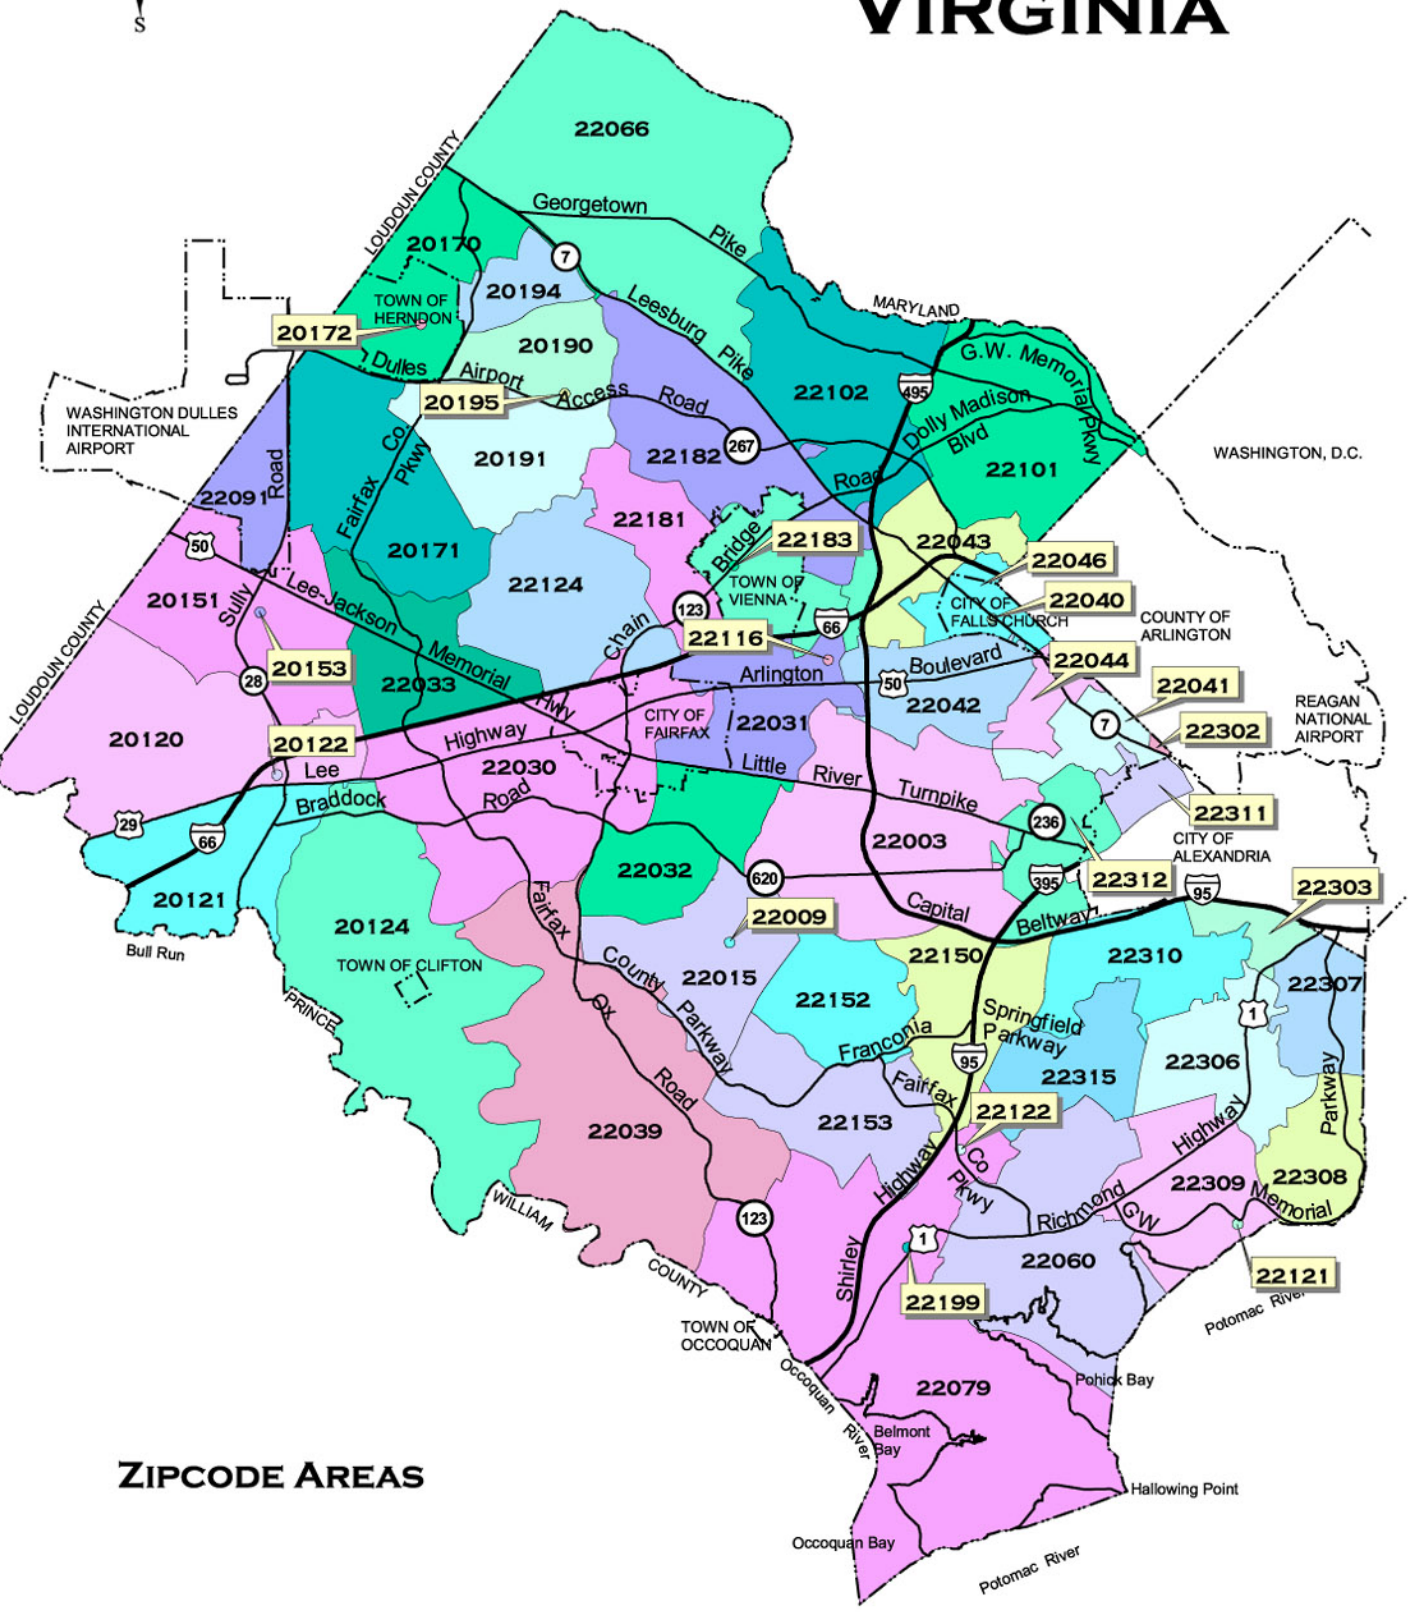 S
VIRGINIA
22066
LOUDOUN COUNTY
Georgetown
Pike
20170
7
20194
TOWN OF
HERNDON
Leesburg
Pike
MARYLAND
20172
20190
Dulles
Airport
Access
Road
G.W. Memorial Pkwy
495
22102
20195
Dolly Madison
Blvd
WASHINGTON DULLES
INTERNATIONAL
AIRPORT
Fairfax
Co.
Pkwy
20191
22182
267
Road
22101
WASHINGTON, D.C.
22091
Road
Sully
22181
50
20171
Bridge
22183
22043
22046
22124
TOWN OF
VIENNA
CITY OF
FALLS CHURCH
22040
COUNTY OF
ARLINGTON
20151
Lee-Jackson
Memorial
Hwy
123
66
Chain
22116
LOUDUN COUNTY
20153
28
22033
Arlington
Boulevard
50
22044
22041
22042
REAGAN
NATIONAL
AIRPORT
CITY OF
FAIRFAX
22031
7
22302
20120
20122
Highway
Lee
22030
Little
River
Turnpike
Braddock
Road
22311
29
66
236
22003
CITY OF
ALEXANDRIA
22032
620
395
22312
95
22303
20121
Fairfax
22009
Capital
Beltway
20124
Bull Run
TOWN OF CLIFTON
County
Parkway
22015
22150
22310
22307
22152
PRINCE
Ox
Road
Springfield
Parkway
1
Franconia
95
22306
22315
Fairfax
22122
Parkway
22039
22153
Highway
Highway
Co
Pkwy
22309
22308
Richmond
GW
Memorial
WILLIAM
123
1
22060
22121
COUNTY
Shirley
22199
Potomac River
TOWN OF
OCCOQUAN
Occoquan
River
22079
Pohick Bay
Belmont
Bay
ZIPCODE AREAS
Hallowing Point
Occoquan Bay
Potomac River